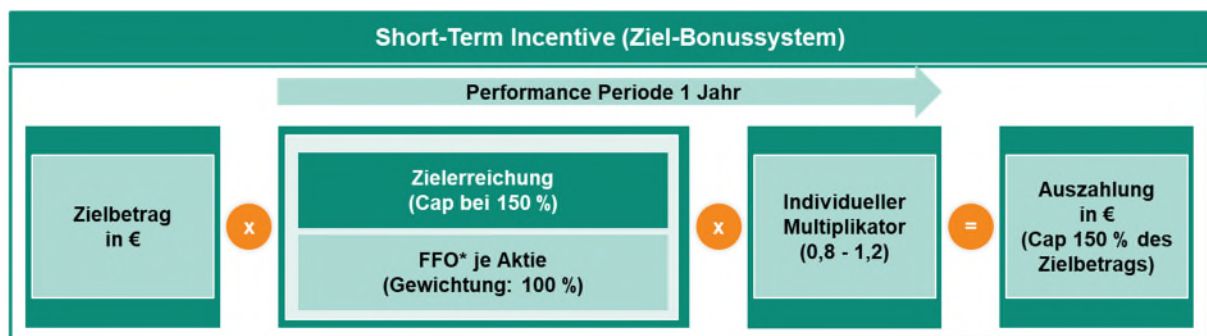 Short-Term Incentive (Ziel-Bonussystem)
Performance Periode 1 Jahr
Zielbetrag
in €
x
Zielerreichung
(Cap bei 150 %)
FFO* je Aktie
(Gewichtung: 100 %)
x
Individueller
Multiplikator
(0,8 - 1,2)
=
Auszahlung
in €
(Cap 150 % des
Zielbetrags)